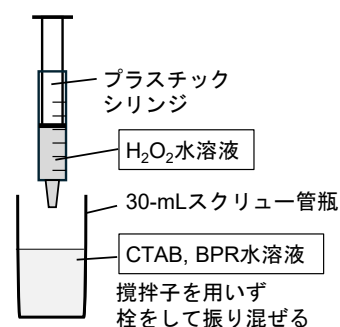 プラスチック
シリンジ
H₂O₂水溶液
30-mLスクリュー管瓶
CTAB, BPR水溶液
撹拌子を用いず
栓をして振り混ぜる